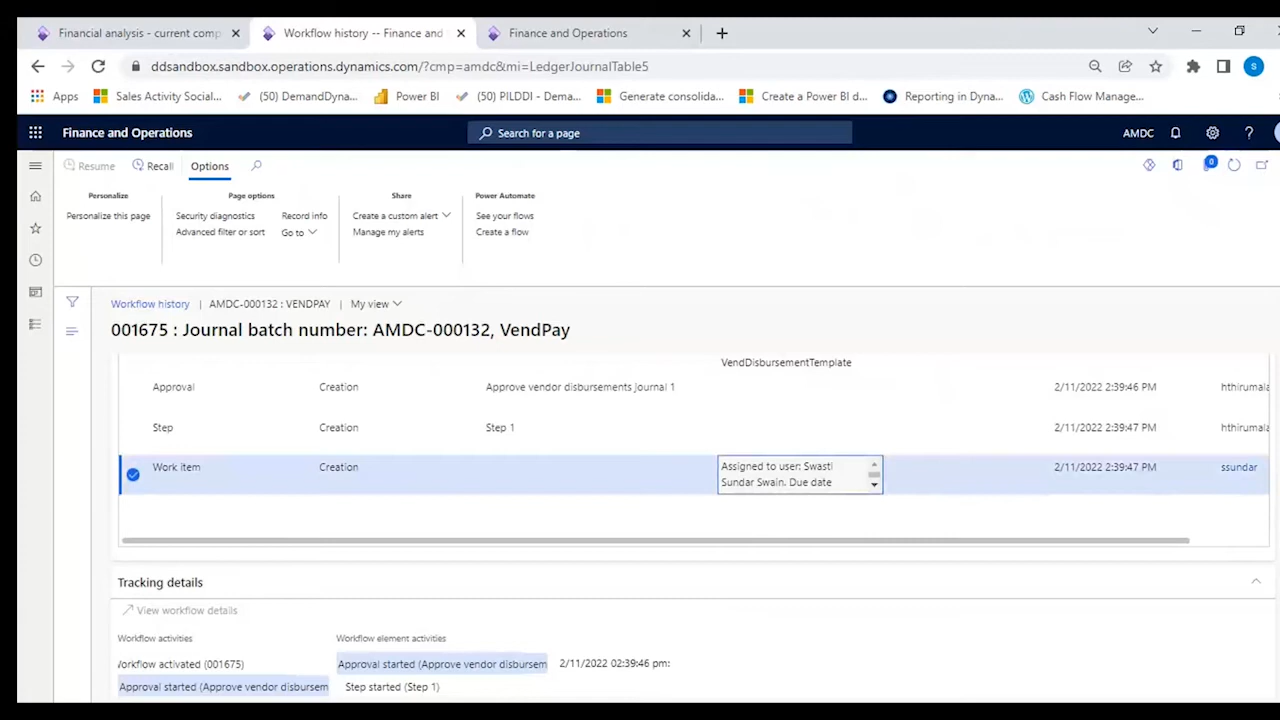 Financial analysis - current comp
Workflow history -- Finance and
Finance and Operations
ddsandbox.sandbox.operations.dynamics.com/?cmp=amdc&mi=LedgerJournalTable5
S
Apps
Sales Activity Social...
(50) DemandDyna...
Power BI
(50) PILDDI - Dema...
Generate consolida...
Create a Power BI d...
Reporting in Dyna...
Cash Flow Manage...
Finance and Operations
Search for a page
AMDC
?
Resume
Recall
Options
0
Personalize
Page options
Share
Power Automate
Personalize this page
Security diagnostics
Record info
Create a custom alert
See your flows
Advanced filter or sort
Go to
Manage my alerts
Create a flow
Workflow history | AMDC-000132 : VENDPAY | My view
001675 : Journal batch number: AMDC-000132, VendPay
VendDisbursementTemplate
Approval Creation Approve vendor disbursements journal 1 2/11/2022 2:39:46 PM hthirumala
Step Creation Step 1 2/11/2022 2:39:47 PM hthirumala
Work item Creation Assigned to user: Swasti 2/11/2022 2:39:47 PM ssundar
Sundar Swain. Due date
Tracking details
View workflow details
Workflow activities Workflow element activities
/orkflow activated (001675) Approval started (Approve vendor disbursem 2/11/2022 02:39:46 pm:
Approval started (Approve vendor disbursem Step started (Step 1)